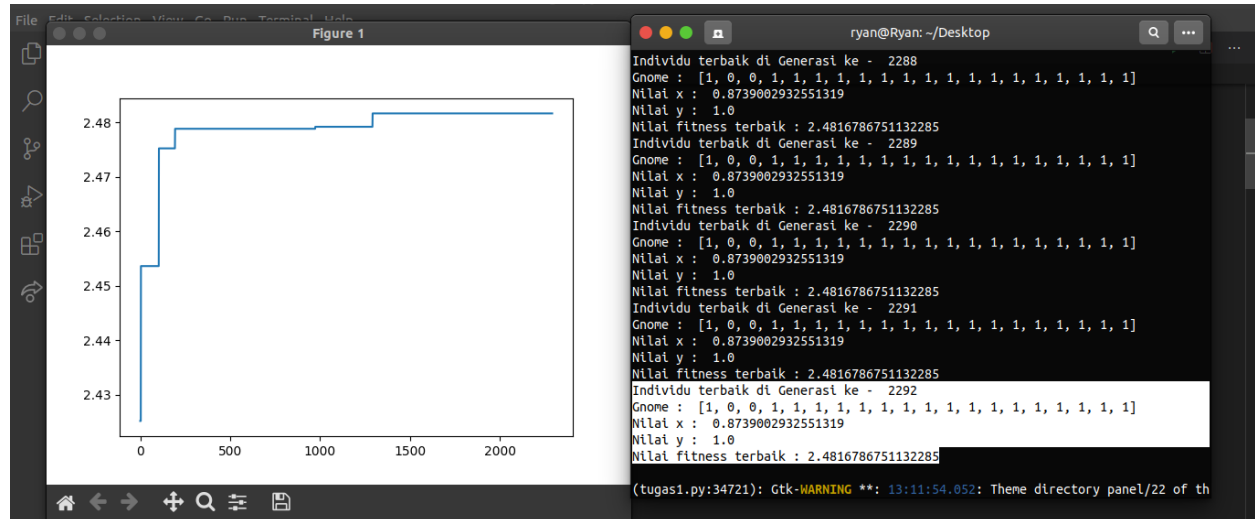 File Edit Selection View Go Run Terminal Help
Figure 1
2.48
2.47
2.46
2.45
2.44
2.43
0 500 1000 1500 2000
ryan@Ryan: ~/Desktop
Individu terbaik di Generasi ke -  2288
Gnome :  [1, 0, 0, 1, 1, 1, 1, 1, 1, 1, 1, 1, 1, 1, 1, 1, 1, 1, 1, 1]
Nilai x :  0.8739002932551319
Nilai y :  1.0
Nilai fitness terbaik : 2.4816786751132285
Individu terbaik di Generasi ke -  2289
Gnome :  [1, 0, 0, 1, 1, 1, 1, 1, 1, 1, 1, 1, 1, 1, 1, 1, 1, 1, 1, 1]
Nilai x :  0.8739002932551319
Nilai y :  1.0
Nilai fitness terbaik : 2.4816786751132285
Individu terbaik di Generasi ke -  2290
Gnome :  [1, 0, 0, 1, 1, 1, 1, 1, 1, 1, 1, 1, 1, 1, 1, 1, 1, 1, 1, 1]
Nilai x :  0.8739002932551319
Nilai y :  1.0
Nilai fitness terbaik : 2.4816786751132285
Individu terbaik di Generasi ke -  2291
Gnome :  [1, 0, 0, 1, 1, 1, 1, 1, 1, 1, 1, 1, 1, 1, 1, 1, 1, 1, 1, 1]
Nilai x :  0.8739002932551319
Nilai y :  1.0
Nilai fitness terbaik : 2.4816786751132285
Individu terbaik di Generasi ke -  2292
Gnome :  [1, 0, 0, 1, 1, 1, 1, 1, 1, 1, 1, 1, 1, 1, 1, 1, 1, 1, 1, 1]
Nilai x :  0.8739002932551319
Nilai y :  1.0
Nilai fitness terbaik : 2.4816786751132285
(tugas1.py:34721): Gtk-WARNING **: 13:11:54.052: Theme directory panel/22 of th